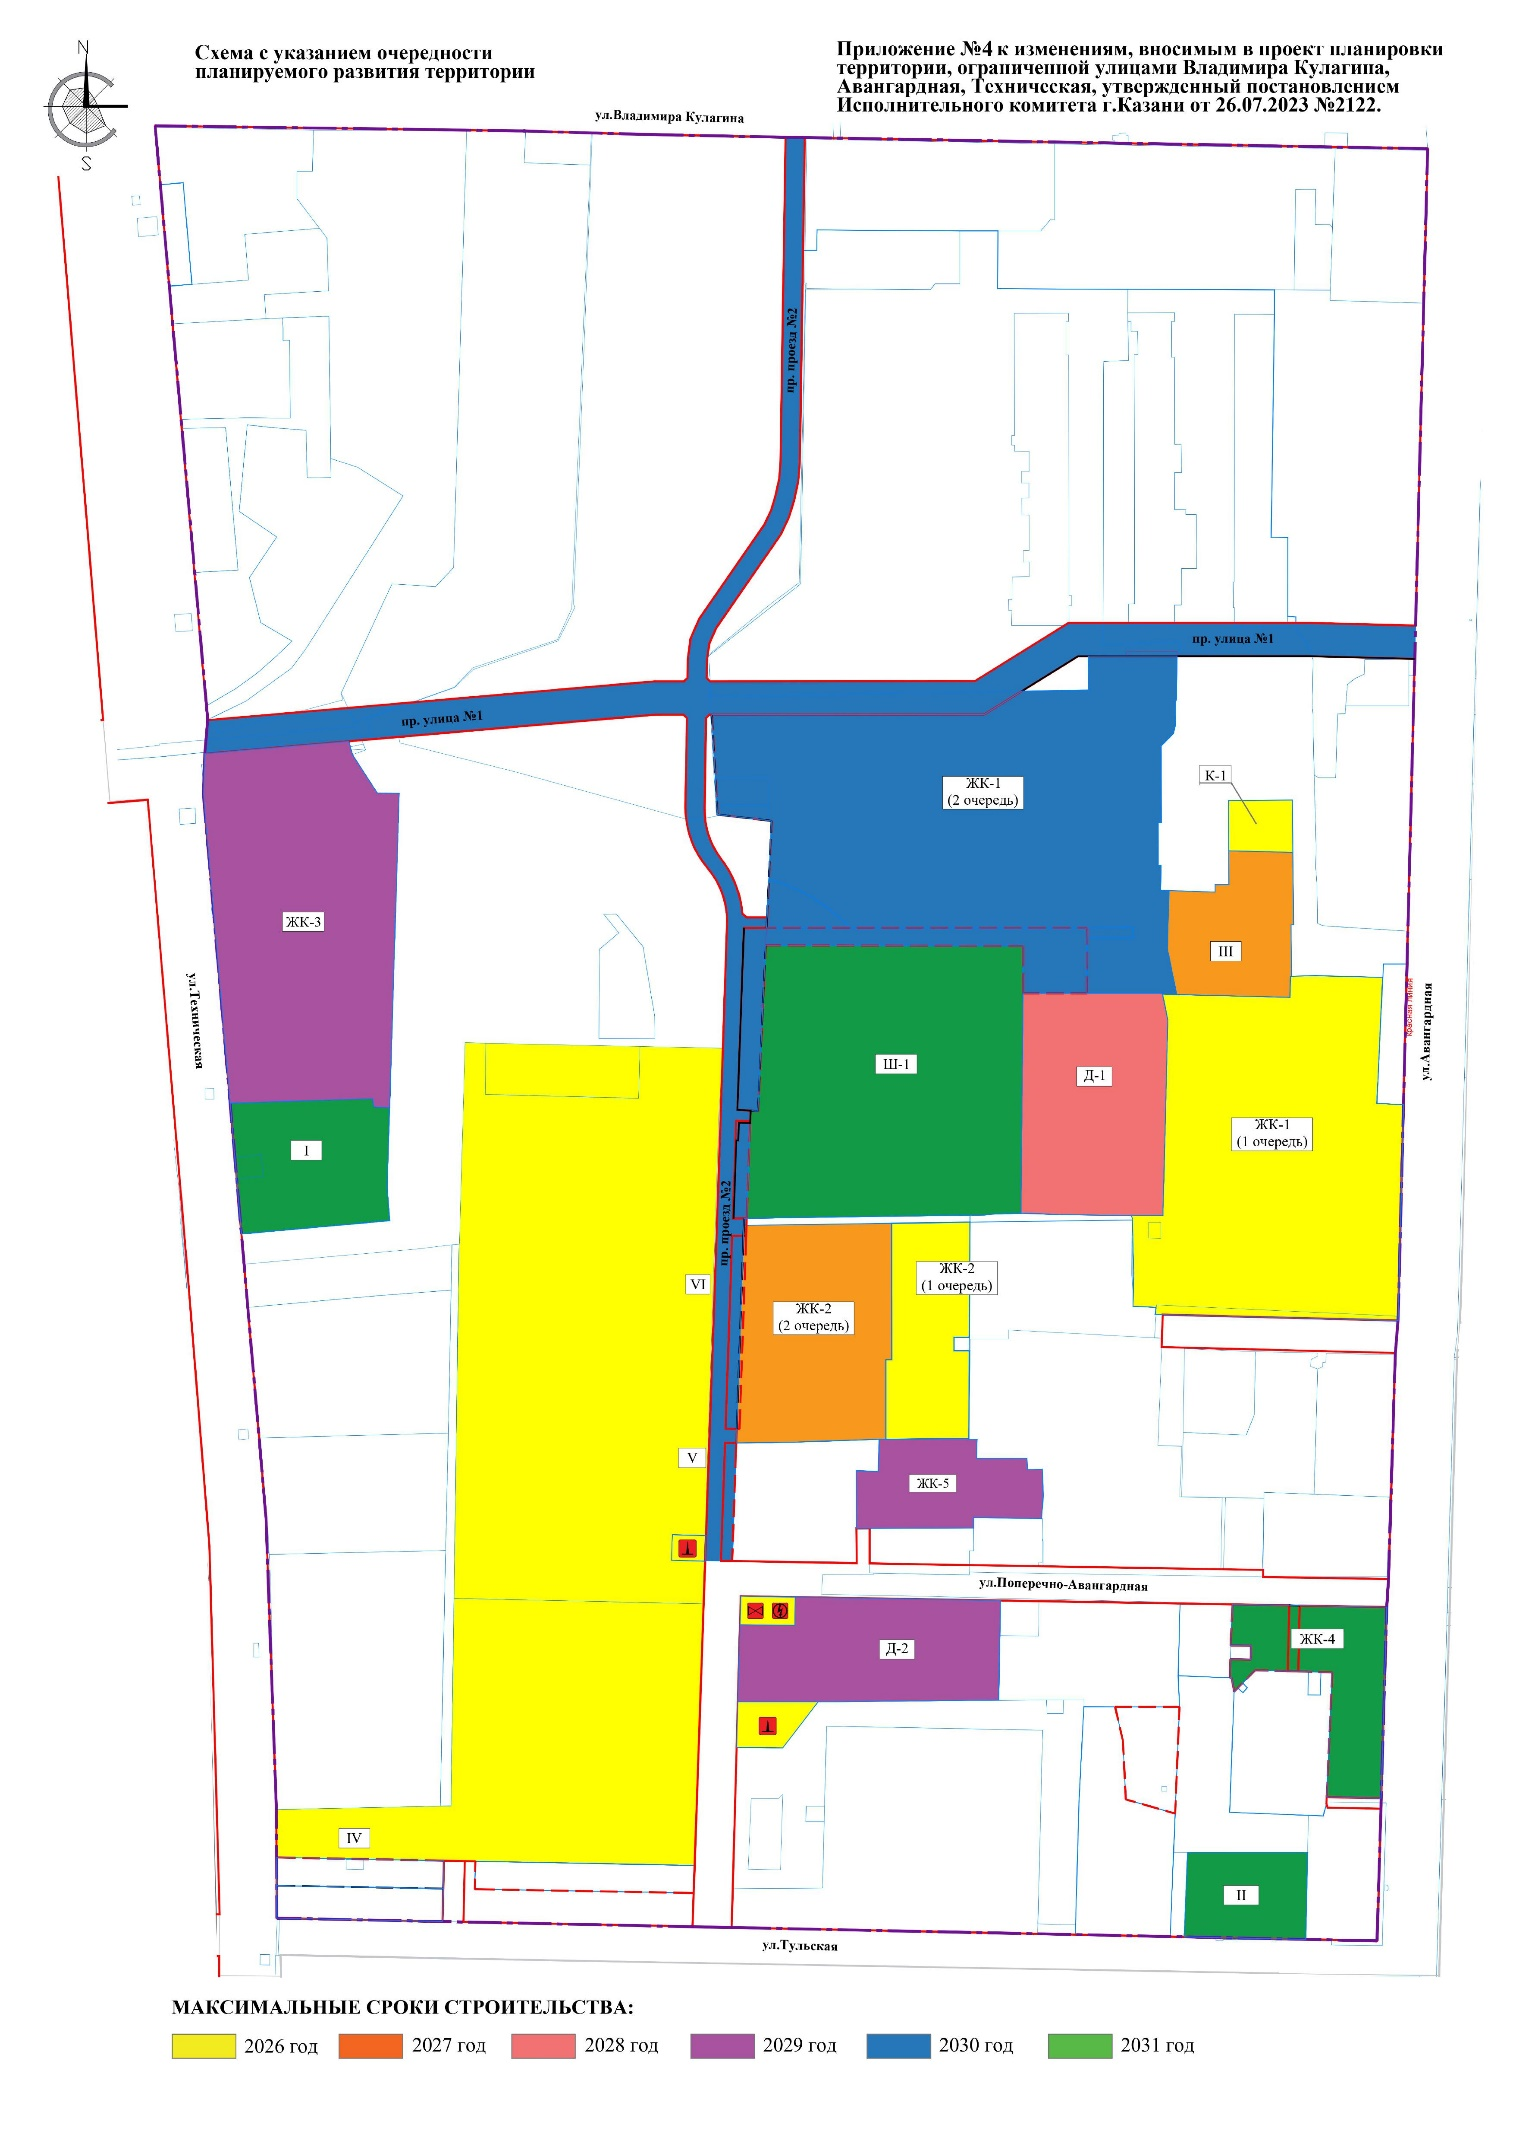 N
S
Схема с указанием очередности
планируемого развития территории
Приложение №4 к изменениям, вносимым в проект планировки
территории, ограниченной улицами Владимира Кулагина,
Авангардная, Техническая, утвержденный постановлением
Исполнительного комитета г.Казани от 26.07.2023 №2122.
ул.Владимира Кулагина
пр. проезд №2
пр. улица №1
пр. улица №1
ЖК-1
(2 очередь)
К-1
ЖК-3
III
ул.Техническая
красная линия
ул.Авангардная
Ш-1
Д-1
ЖК-1
(1 очередь)
I
пр. проезд №2
VI
ЖК-2
(1 очередь)
ЖК-2
(2 очередь)
V
ЖК-5
ул.Поперечно-Авангардная
Д-2
ЖК-4
IV
II
ул.Тульская
МАКСИМАЛЬНЫЕ СРОКИ СТРОИТЕЛЬСТВА:
2026 год
2027 год
2028 год
2029 год
2030 год
2031 год